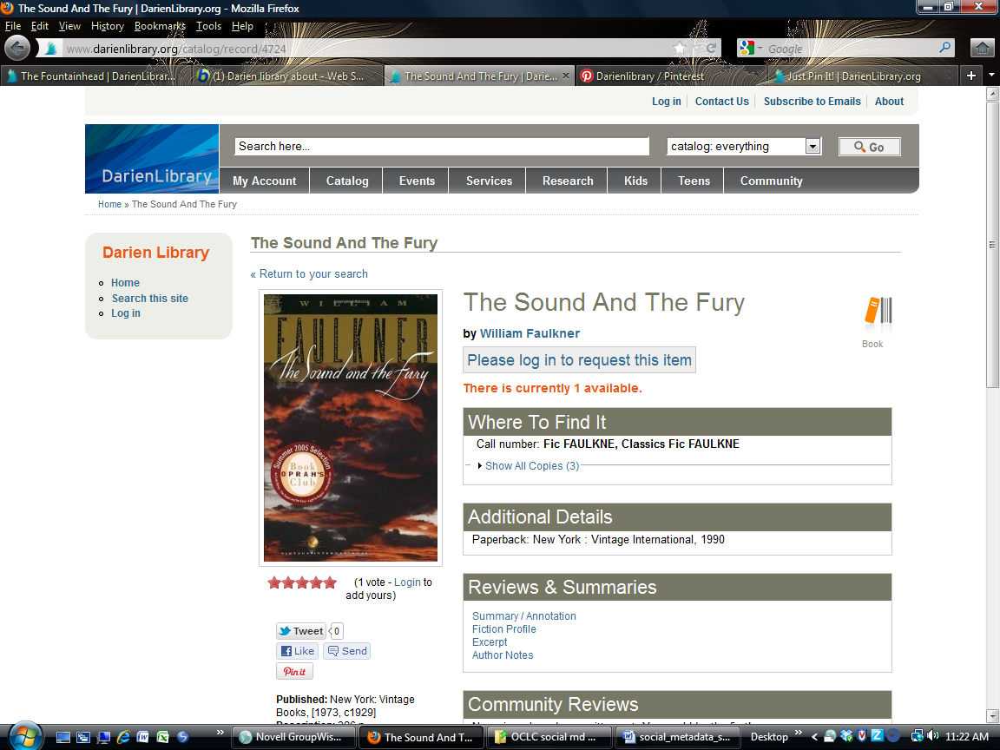 The Sound And The Fury | DarienLibrary.org - Mozilla Firefox
File Edit View History Bookmarks Tools Help
www.darienlibrary.org/catalog/record/4724
Google
The Fountainhead | DarienLibrar...
(1) Darien library about - Web S...
The Sound And The Fury | Darie...
Darienlibrary / Pinterest
Just Pin It! | DarienLibrary.org
Log in Contact Us Subscribe to Emails About
Search here... catalog: everything Go
DarienLibrary
My Account Catalog Events Services Research Kids Teens Community
Home » The Sound And The Fury
Darien Library
Home
Search this site
Log in
The Sound And The Fury
« Return to your search
WILLIAM
FAULKNER
The Sound and the Fury
Summer 2005 Selection
Book
OPRAH'S
Club
VINTAGE INTERNATIONAL
(1 vote - Login to
add yours)
Tweet 0
Like Send
Pin it
Published: New York: Vintage
Books, [1973, c1929]
The Sound And The Fury
by William Faulkner
Book
Please log in to request this item
There is currently 1 available.
Where To Find It
Call number: Fic FAULKNE, Classics Fic FAULKNE
Show All Copies (3)
Additional Details
Paperback: New York : Vintage International, 1990
Reviews & Summaries
Summary / Annotation
Fiction Profile
Excerpt
Author Notes
Community Reviews
Novell GroupWis...
The Sound And T...
OCLC social md ...
social_metadata_s...
Desktop
11:22 AM